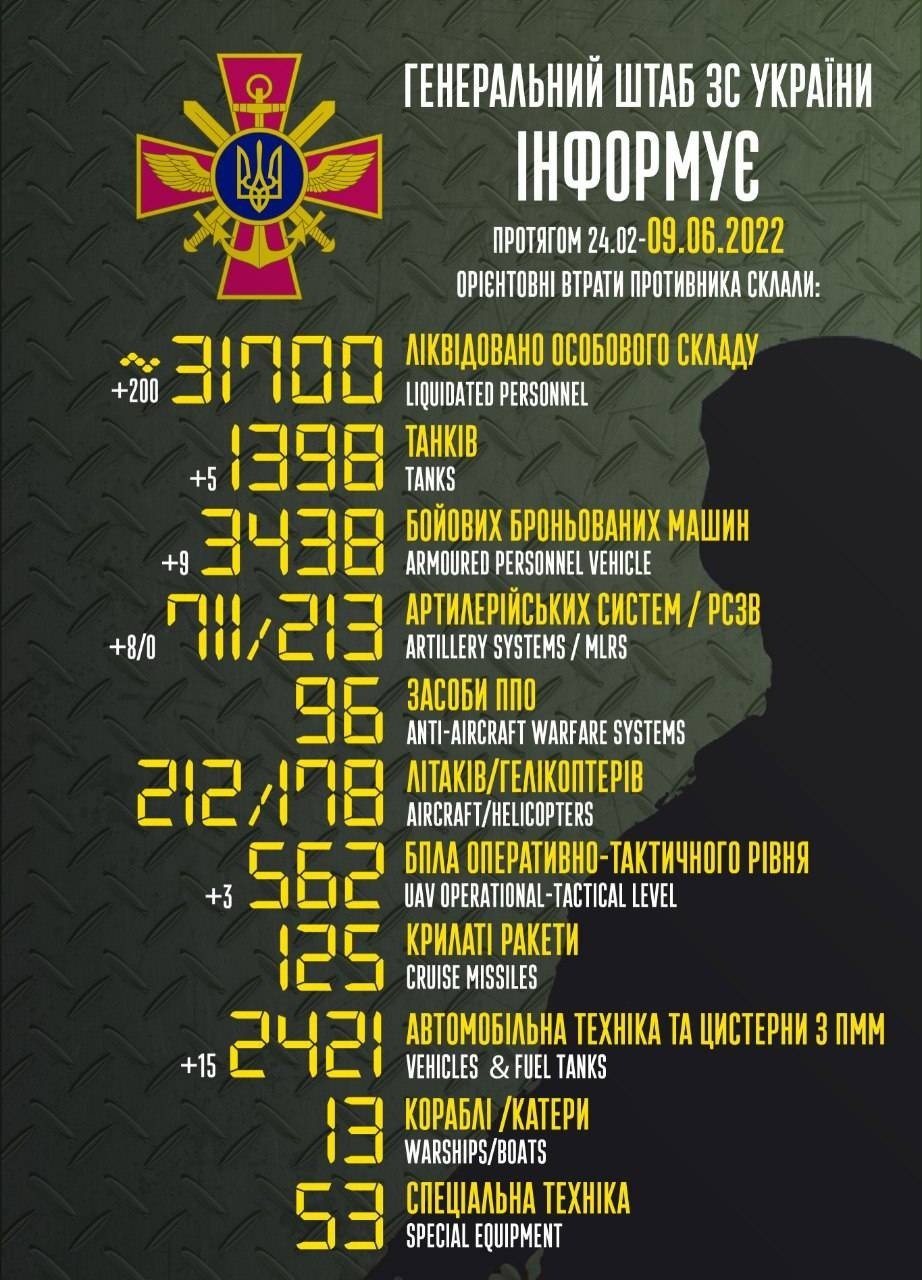 ГЕНЕРАЛЬНИЙ ШТАБ ЗС УКРАЇНИ
ІНФОРМУЄ
ПРОТЯГОМ 24.02-09.06.2022
ОРІЄНТОВНІ ВТРАТИ ПРОТИВНИКА СКЛАЛИ:
~31700 ЛІКВІДОВАНО ОСОБОВОГО СКЛАДУ
+200 LIQUIDATED PERSONNEL
1398 ТАНКІВ
+5 TANKS
3438 БОЙОВИХ БРОНЬОВАНИХ МАШИН
+9 ARMOURED PERSONNEL VEHICLE
711/213 АРТИЛЕРІЙСЬКИХ СИСТЕМ / РСЗВ
+8/0 ARTILLERY SYSTEMS / MLRS
96 ЗАСОБИ ППО
ANTI-AIRCRAFT WARFARE SYSTEMS
212/178 ЛІТАКІВ/ГЕЛІКОПТЕРІВ
AIRCRAFT/HELICOPTERS
562 БПЛА ОПЕРАТИВНО-ТАКТИЧНОГО РІВНЯ
+3 UAV OPERATIONAL-TACTICAL LEVEL
125 КРИЛАТІ РАКЕТИ
CRUISE MISSILES
2421 АВТОМОБІЛЬНА ТЕХНІКА ТА ЦИСТЕРНИ З ПММ
+15 VEHICLES & FUEL TANKS
13 КОРАБЛІ /КАТЕРИ
WARSHIPS/BOATS
53 СПЕЦІАЛЬНА ТЕХНІКА
SPECIAL EQUIPMENT